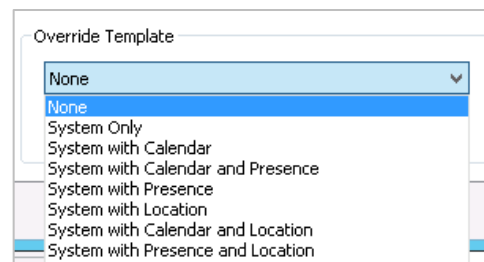 Override Template
None
None
System Only
System with Calendar
System with Calendar and Presence
System with Presence
System with Location
System with Calendar and Location
System with Presence and Location